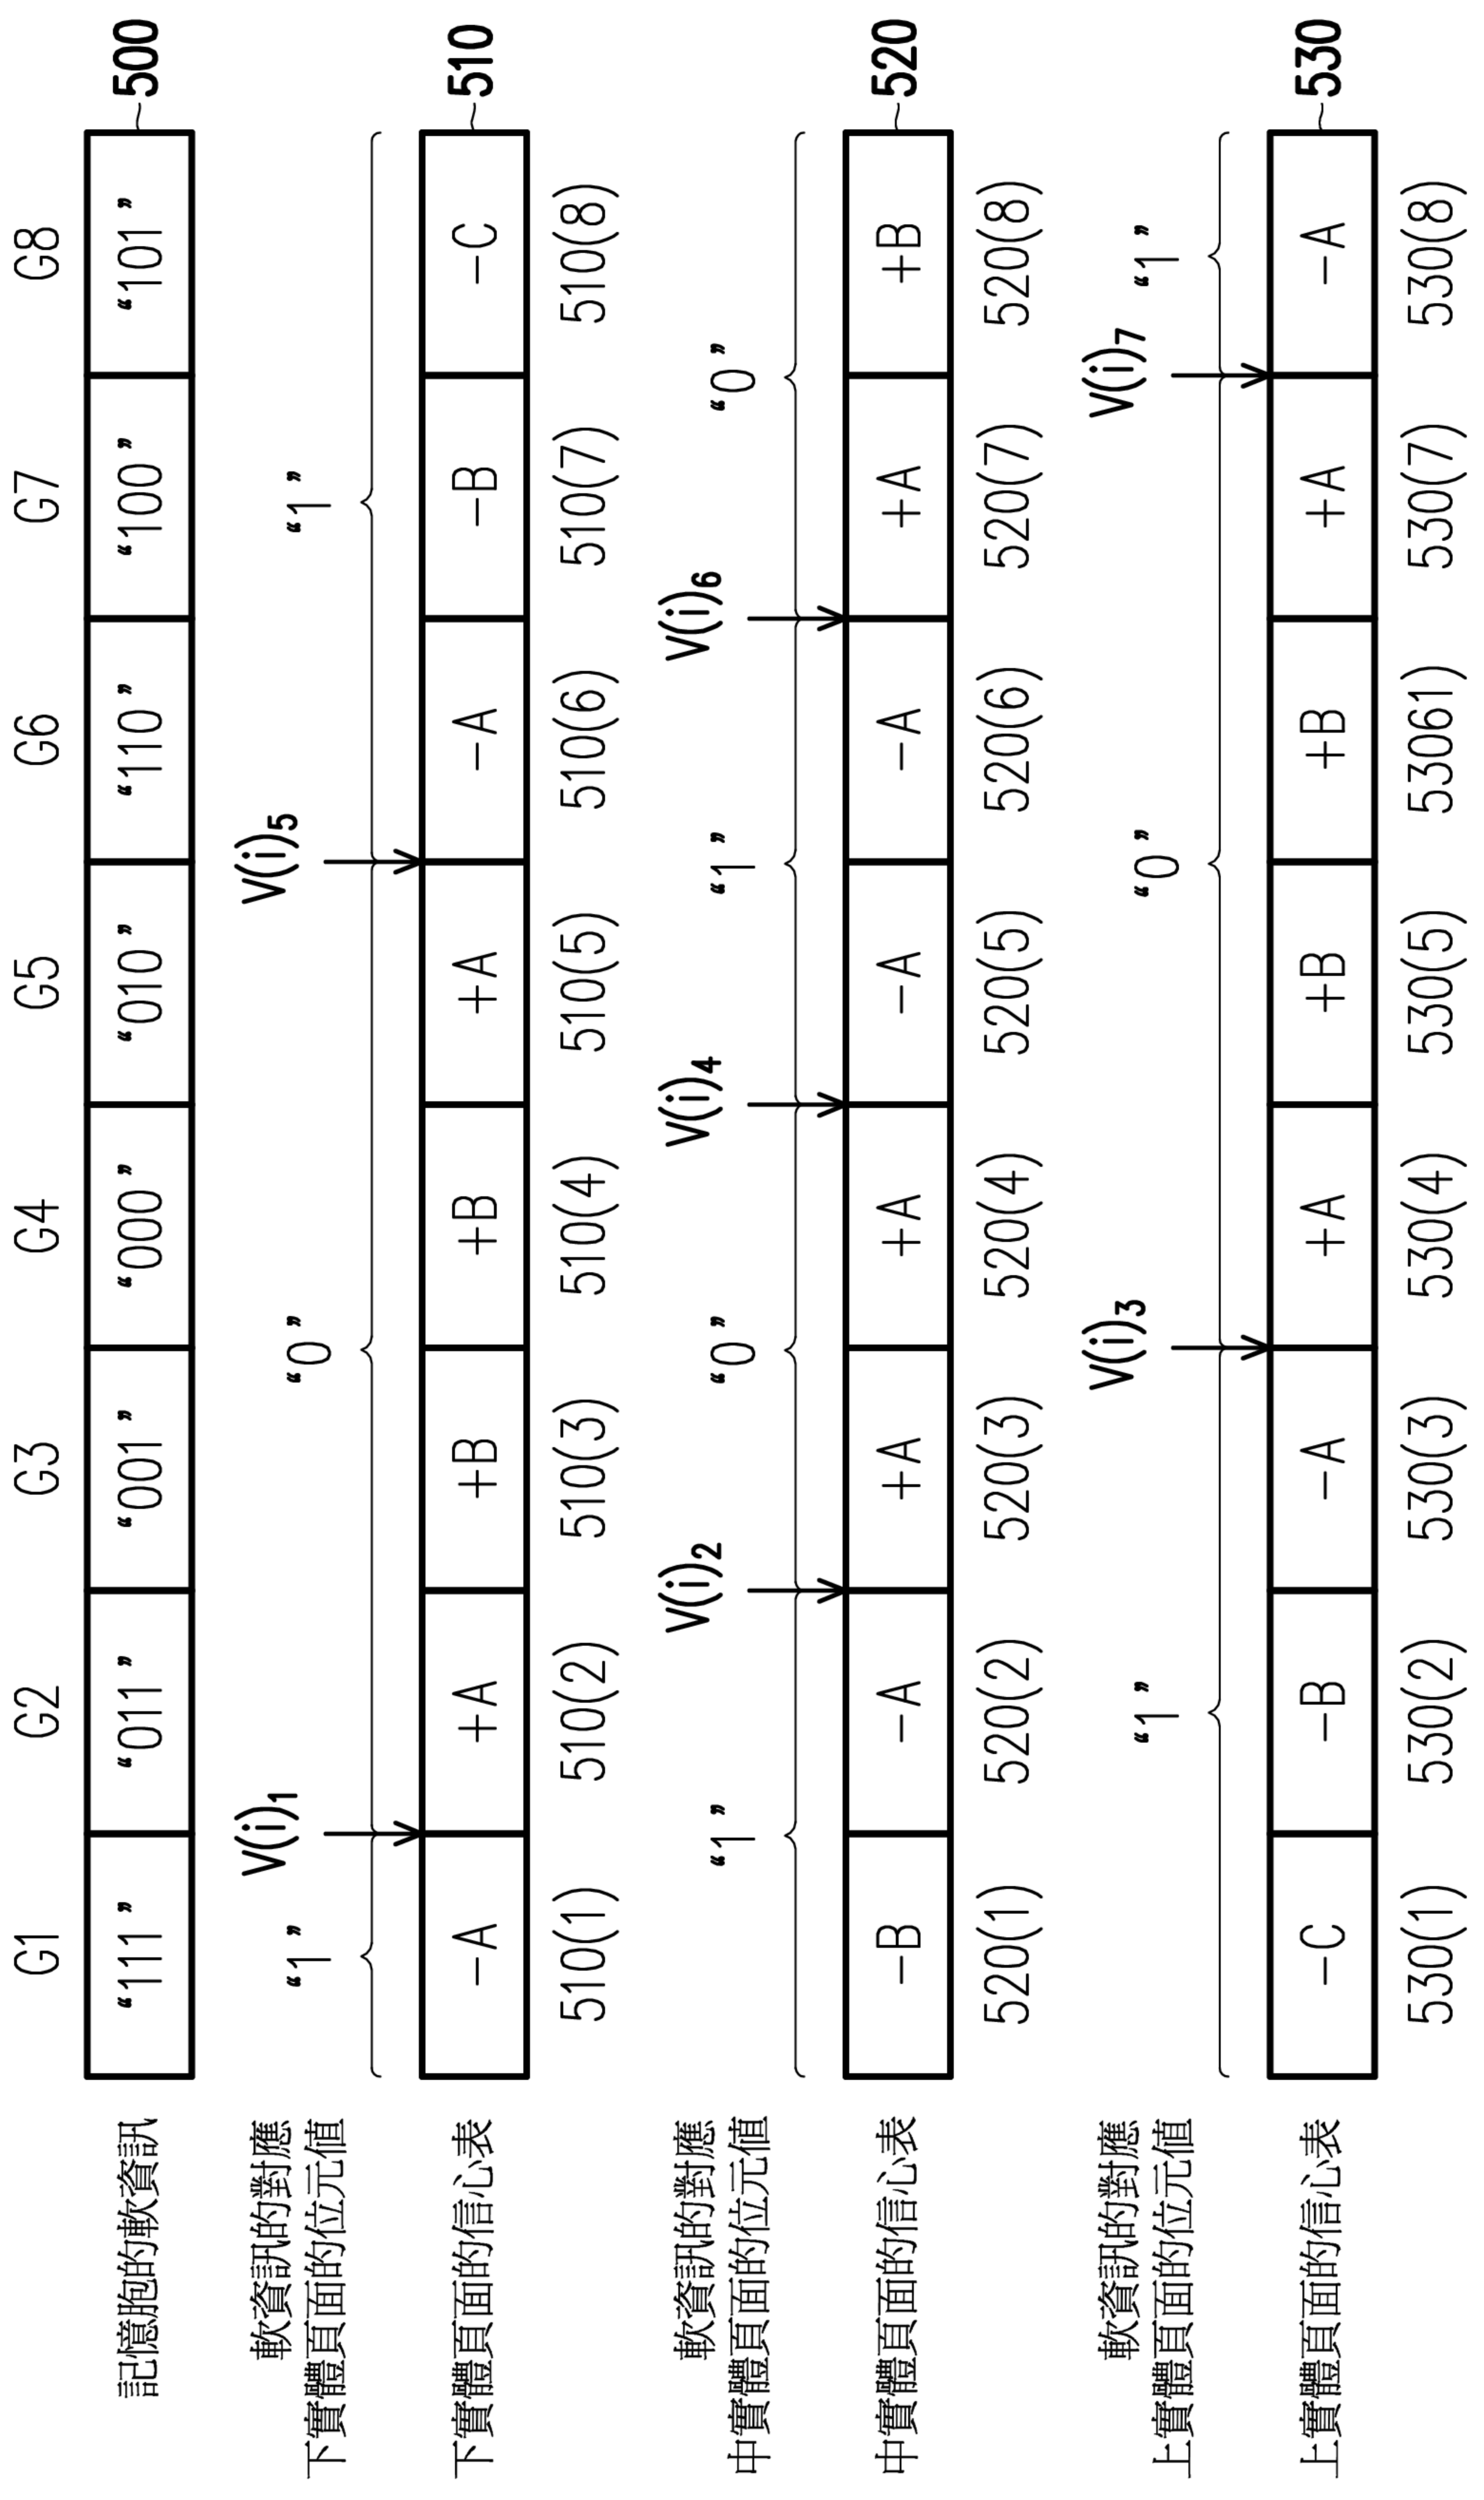 G1 G2 G3 G4 G5 G6 G7 G8
記憶胞的軟資訊 “111” “011” “001” “000” “010” “110” “100” “101” 500
V(i)1 V(i)5
軟資訊的對應
下實體頁面的位元值 “1” “0” “1”
下實體頁面的信心表 -A +A +B +B +A -A -B -C 510
510(1) 510(2) 510(3) 510(4) 510(5) 510(6) 510(7) 510(8)
V(i)2 V(i)4 V(i)6
軟資訊的對應
中實體頁面的位元值 “1” “0” “1” “0”
中實體頁面的信心表 -B -A +A +A -A -A +A +B 520
520(1) 520(2) 520(3) 520(4) 520(5) 520(6) 520(7) 520(8)
V(i)3 V(i)7
軟資訊的對應
上實體頁面的位元值 “1” “0” “1”
上實體頁面的信心表 -C -B -A +A +B +B +A -A 530
530(1) 530(2) 530(3) 530(4) 530(5) 53061) 530(7) 530(8)